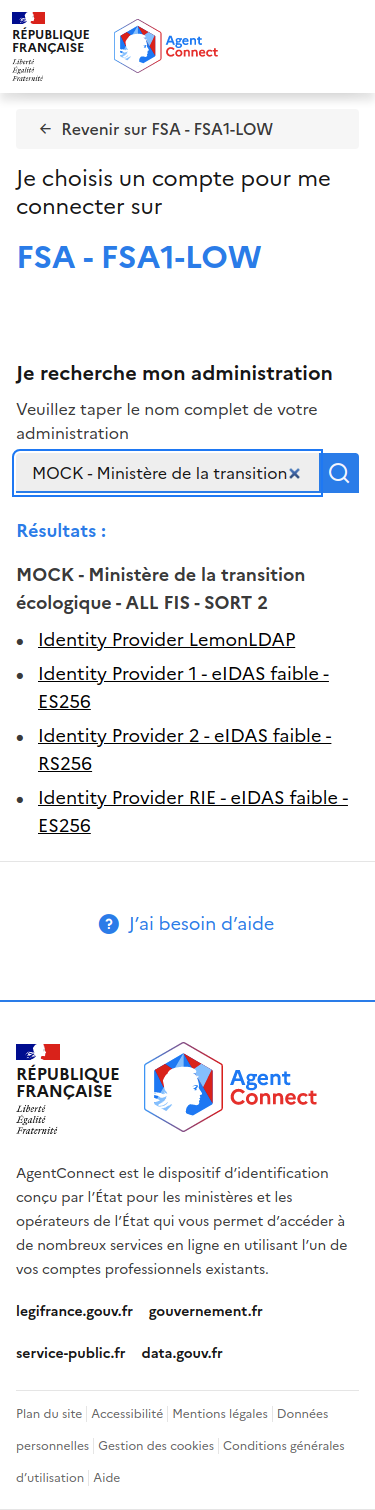 RÉPUBLIQUE
FRANÇAISE
Liberté
Égalité
Fraternité
Agent
Connect
← Revenir sur FSA - FSA1-LOW
Je choisis un compte pour me
connecter sur
FSA - FSA1-LOW
Je recherche mon administration
Veuillez taper le nom complet de votre
administration
MOCK - Ministère de la transition
Résultats :
MOCK - Ministère de la transition
écologique - ALL FIS - SORT 2
• Identity Provider LemonLDAP
• Identity Provider 1 - eIDAS faible -
ES256
• Identity Provider 2 - eIDAS faible -
RS256
• Identity Provider RIE - eIDAS faible -
ES256
? J’ai besoin d’aide
RÉPUBLIQUE
FRANÇAISE
Liberté
Égalité
Fraternité
Agent
Connect
AgentConnect est le dispositif d’identification
conçu par l’État pour les ministères et les
opérateurs de l’État qui vous permet d’accéder à
de nombreux services en ligne en utilisant l’un de
vos comptes professionnels existants.
legifrance.gouv.fr gouvernement.fr
service-public.fr data.gouv.fr
Plan du site | Accessibilité | Mentions légales | Données
personnelles | Gestion des cookies | Conditions générales
d’utilisation | Aide